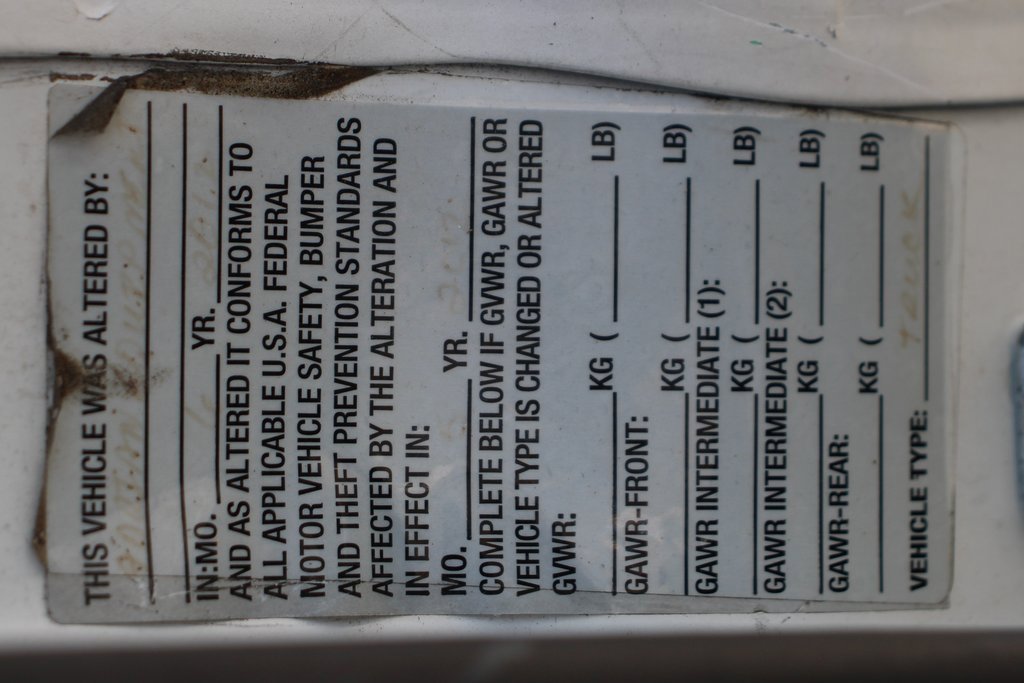 THIS VEHICLE WAS ALTERED BY:
IN:MO. YR.
AND AS ALTERED IT CONFORMS TO
ALL APPLICABLE U.S.A. FEDERAL
MOTOR VEHICLE SAFETY, BUMPER
AND THEFT PREVENTION STANDARDS
AFFECTED BY THE ALTERATION AND
IN EFFECT IN:
MO. YR.
COMPLETE BELOW IF GVWR, GAWR OR
VEHICLE TYPE IS CHANGED OR ALTERED
GVWR:
KG ( LB)
GAWR-FRONT:
KG ( LB)
GAWR INTERMEDIATE (1):
KG ( LB)
GAWR INTERMEDIATE (2):
KG ( LB)
GAWR-REAR:
KG ( LB)
VEHICLE TYPE: TRUCK